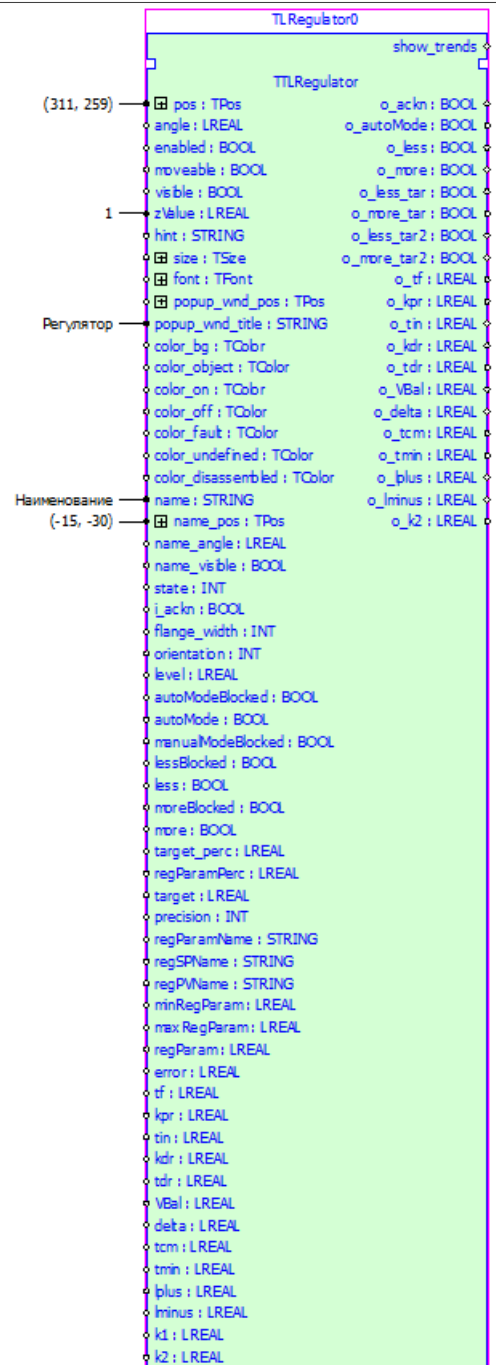 TLRegulator0
show_trends
TTLRegulator
(311, 259) pos : TPos o_ackn : BOOL
angle : LREAL o_autoMode : BOOL
enabled : BOOL o_less : BOOL
moveable : BOOL o_more : BOOL
visible : BOOL o_less_tar : BOOL
1 zValue : LREAL o_more_tar : BOOL
hint : STRING o_less_tar2 : BOOL
size : TSize o_more_tar2 : BOOL
font : TFont o_tf : LREAL
popup_wnd_pos : TPos o_kpr : LREAL
Регулятор popup_wnd_title : STRING o_tin : LREAL
color_bg : TColor o_kdr : LREAL
color_object : TColor o_tdr : LREAL
color_on : TColor o_VBal : LREAL
color_off : TColor o_delta : LREAL
color_fault : TColor o_tcm : LREAL
color_undefined : TColor o_tmin : LREAL
color_disassembled : TColor o_lplus : LREAL
Наименование name : STRING o_lminus : LREAL
(-15, -30) name_pos : TPos o_k2 : LREAL
name_angle : LREAL
name_visible : BOOL
state : INT
i_ackn : BOOL
flange_width : INT
orientation : INT
level : LREAL
autoModeBlocked : BOOL
autoMode : BOOL
manualModeBlocked : BOOL
lessBlocked : BOOL
less : BOOL
moreBlocked : BOOL
more : BOOL
target_perc : LREAL
regParamPerc : LREAL
target : LREAL
precision : INT
regParamName : STRING
regSPName : STRING
regPVName : STRING
minRegParam : LREAL
maxRegParam : LREAL
regParam : LREAL
error : LREAL
tf : LREAL
kpr : LREAL
tin : LREAL
kdr : LREAL
tdr : LREAL
VBal : LREAL
delta : LREAL
tcm : LREAL
tmin : LREAL
lplus : LREAL
lminus : LREAL
k1 : LREAL
k2 : LREAL